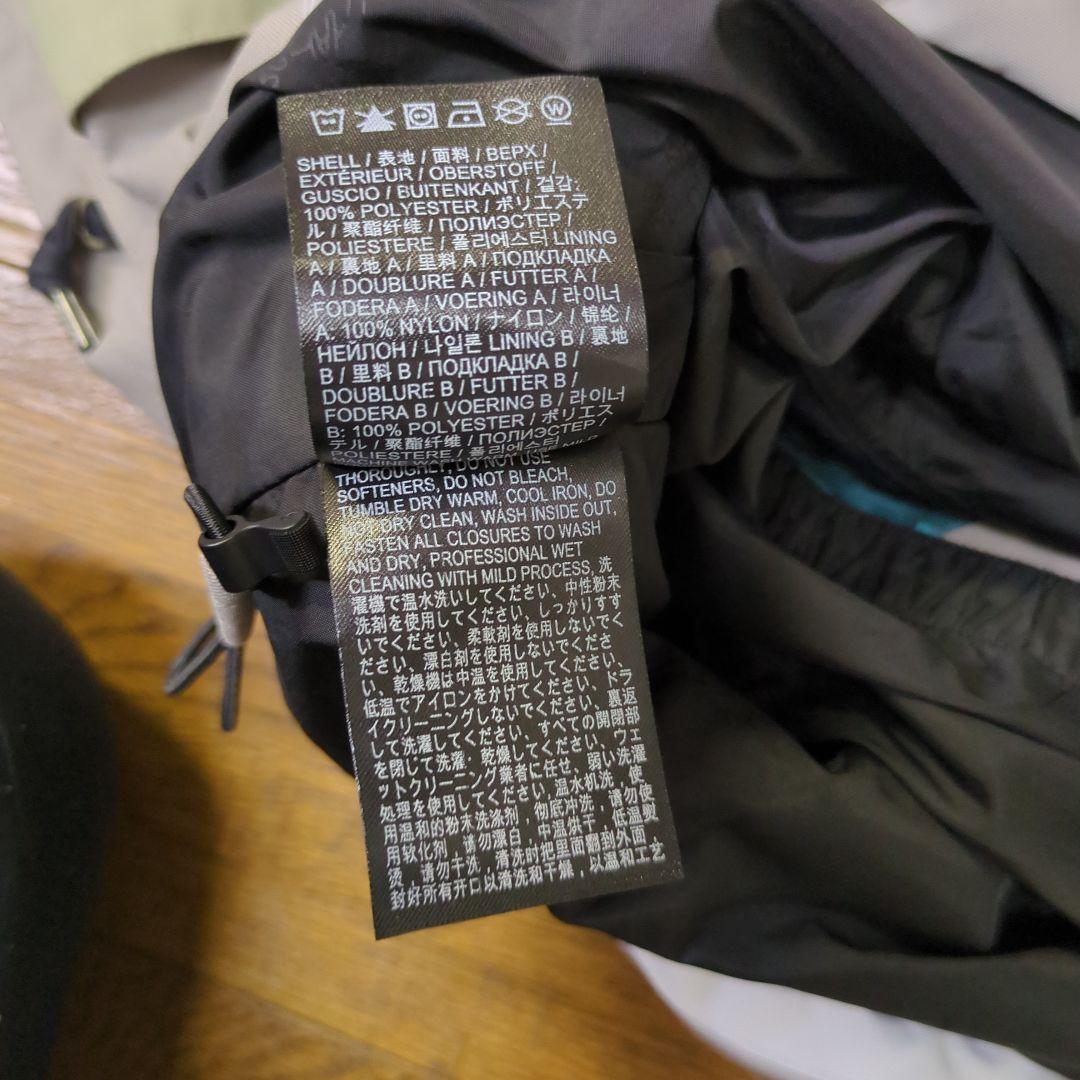 SHELL / 表地 / 面料 / ВЕРХ /
EXTÉRIEUR / OBERSTOFF /
GUSCIO / BUITENKANT / 겉감,
100% POLYESTER / ポリエステ
ル / 聚酯纤维 / ПОЛИЭСТЕР /
POLIESTERE / 폴리에스터 LINING
A / 裏地 A / 里料 A / ПОДКЛАДКА
A / DOUBLURE A / FUTTER A /
FODERA A / VOERING A / 라이너
A: 100% NYLON / ナイロン / 锦纶 /
НЕЙЛОН / 나일론 LINING B / 裏地
B / 里料 B / ПОДКЛАДКА B /
DOUBLURE B / FUTTER B /
FODERA B / VOERING B / 라이너
B: 100% POLYESTER / ポリエス
テル / 聚酯纤维 / ПОЛИЭСТЕР /
POLIESTERE / 폴리에스터 MILD
MACHINE
THOROUGHLY, DO NOT USE
SOFTENERS, DO NOT BLEACH,
TUMBLE DRY WARM, COOL IRON, DO
NOT DRY CLEAN, WASH INSIDE OUT,
FASTEN ALL CLOSURES TO WASH
AND DRY, PROFESSIONAL WET
CLEANING WITH MILD PROCESS, 洗
濯機で温水洗いしてください、中性粉末
洗剤を使用してください、しっかりすす
いでください、柔軟剤を使用しないでく
ださい、漂白剤を使用しないでくださ
い、乾燥機は中温を使用してください、
低温でアイロンをかけてください、ドラ
イクリーニングしないでください、裏返
して洗濯してください、すべての開閉部
を閉じて洗濯・乾燥してください、ウェ
ットクリーニング業者に任せ、弱い洗濯
処理を使用してください, 温水机洗，使
用温和的粉末洗涤剂，彻底冲洗，请勿使
用软化剂，请勿漂白，中温烘干，低温熨
烫，请勿干洗，清洗时把里面翻到外面，
封好所有开口以清洗和干燥，以温和工艺